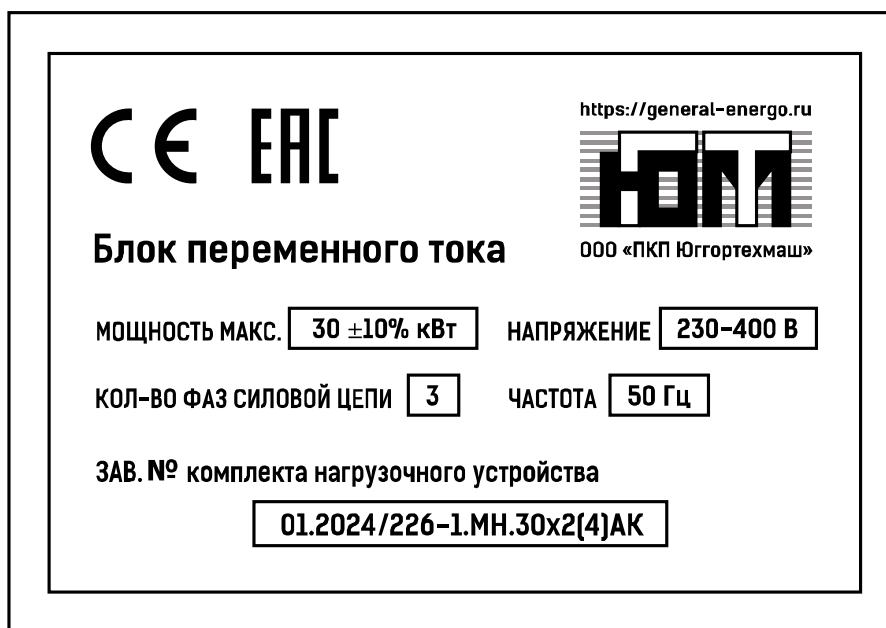 CE EAC
https://general-energo.ru
ЮГТМ
ООО «ПКП Юггортехмаш»
Блок переменного тока
МОЩНОСТЬ МАКС. 30 ±10% кВт НАПРЯЖЕНИЕ 230-400 В
КОЛ-ВО ФАЗ СИЛОВОЙ ЦЕПИ 3 ЧАСТОТА 50 Гц
ЗАВ. № комплекта нагрузочного устройства
01.2024/226-1.МН.30х2(4)АК